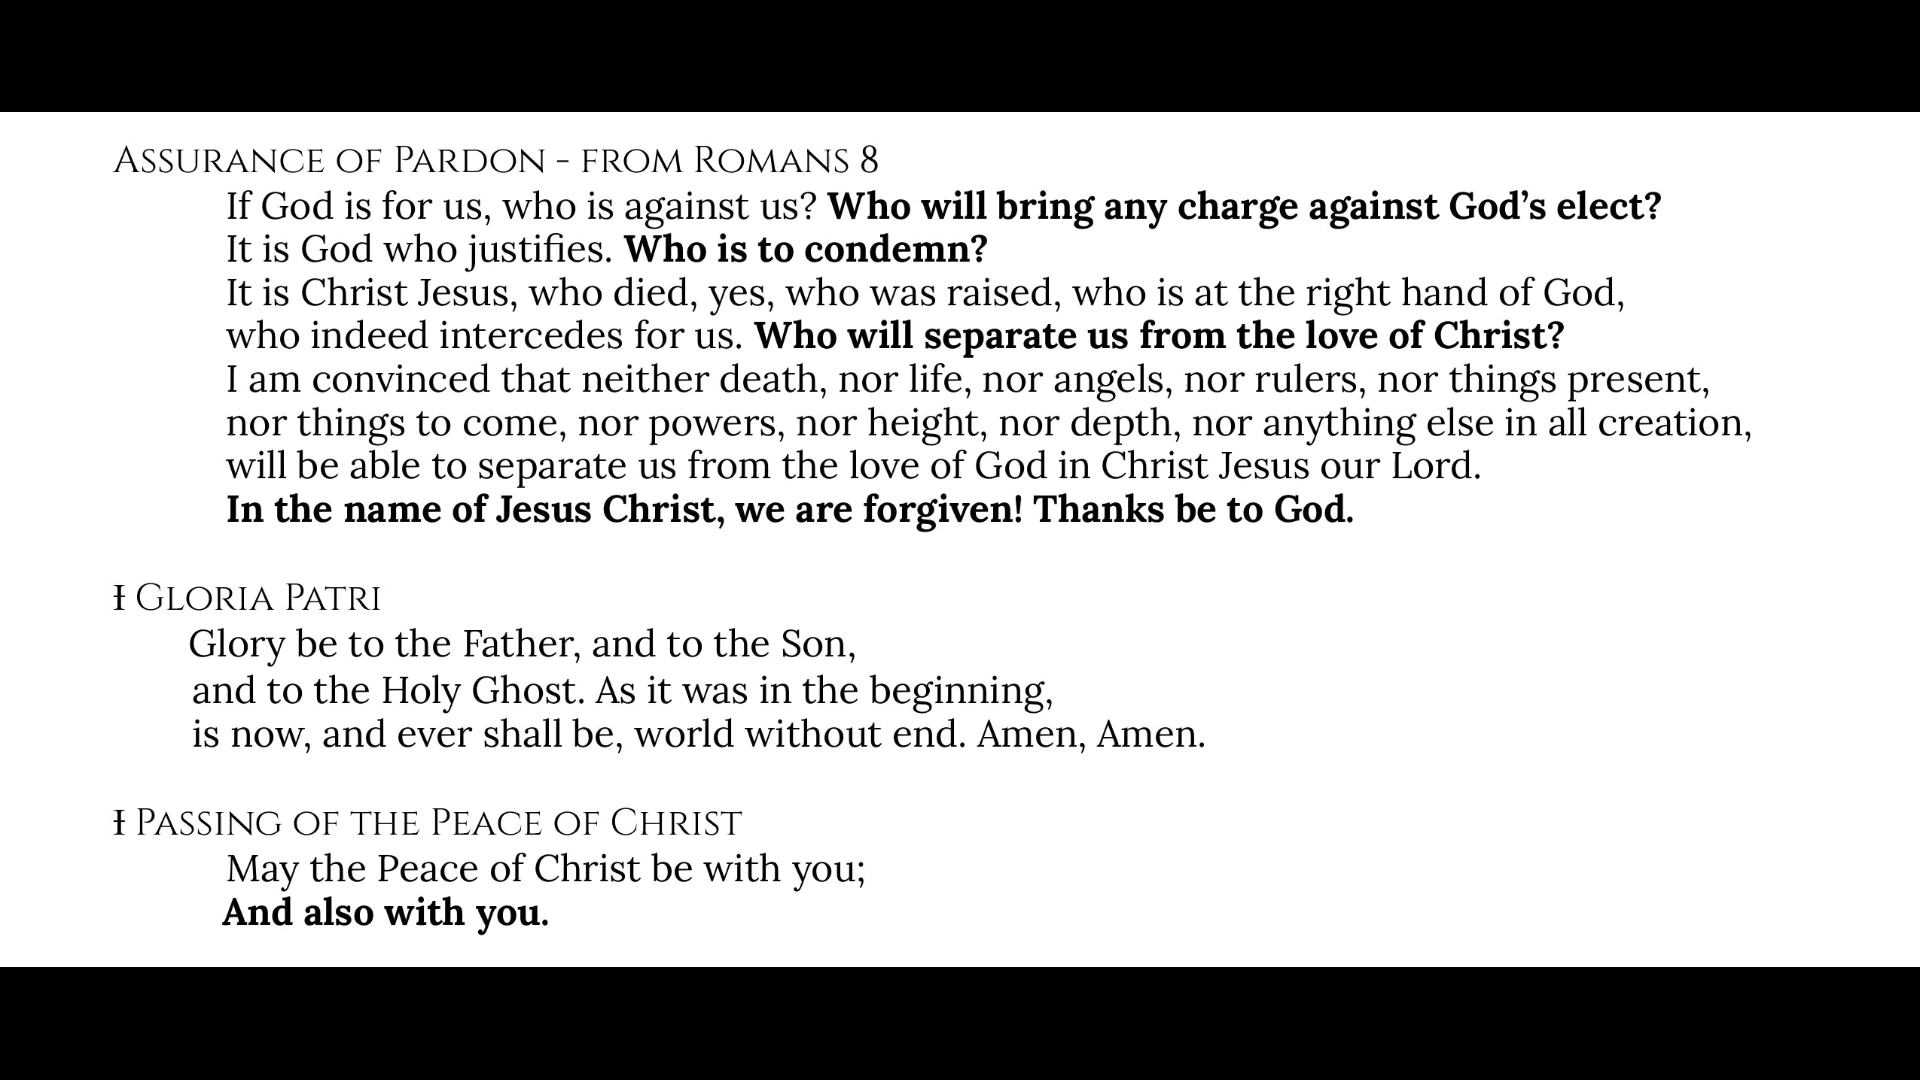 Assurance of Pardon - from Romans 8
If God is for us, who is against us? Who will bring any charge against God’s elect?
It is God who justifies. Who is to condemn?
It is Christ Jesus, who died, yes, who was raised, who is at the right hand of God,
who indeed intercedes for us. Who will separate us from the love of Christ?
I am convinced that neither death, nor life, nor angels, nor rulers, nor things present,
nor things to come, nor powers, nor height, nor depth, nor anything else in all creation,
will be able to separate us from the love of God in Christ Jesus our Lord.
In the name of Jesus Christ, we are forgiven! Thanks be to God.
Ɨ Gloria Patri
Glory be to the Father, and to the Son,
and to the Holy Ghost. As it was in the beginning,
is now, and ever shall be, world without end. Amen, Amen.
Ɨ Passing of the Peace of Christ
May the Peace of Christ be with you;
And also with you.